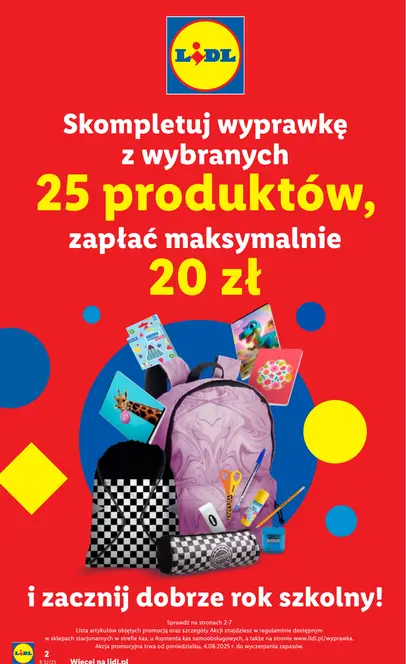 LIDL
Skompletuj wyprawkę
z wybranych
25 produktów,
zapłać maksymalnie
20 zł
i zacznij dobrze rok szkolny!
Sprawdź na stronach 2-7
Lista artykułów objętych promocją oraz szczegóły Akcji znajdziesz w regulaminie dostępnym
w sklepach stacjonarnych w strefie kas, u Asystenta kas samoobsługowych, a także na stronie www.lidl.pl/wyprawka.
Akcja promocyjna trwa od poniedziałku, 4.08.2025 r. do wyczerpania zapasów.
LIDL
2
Więcej na lidl.pl